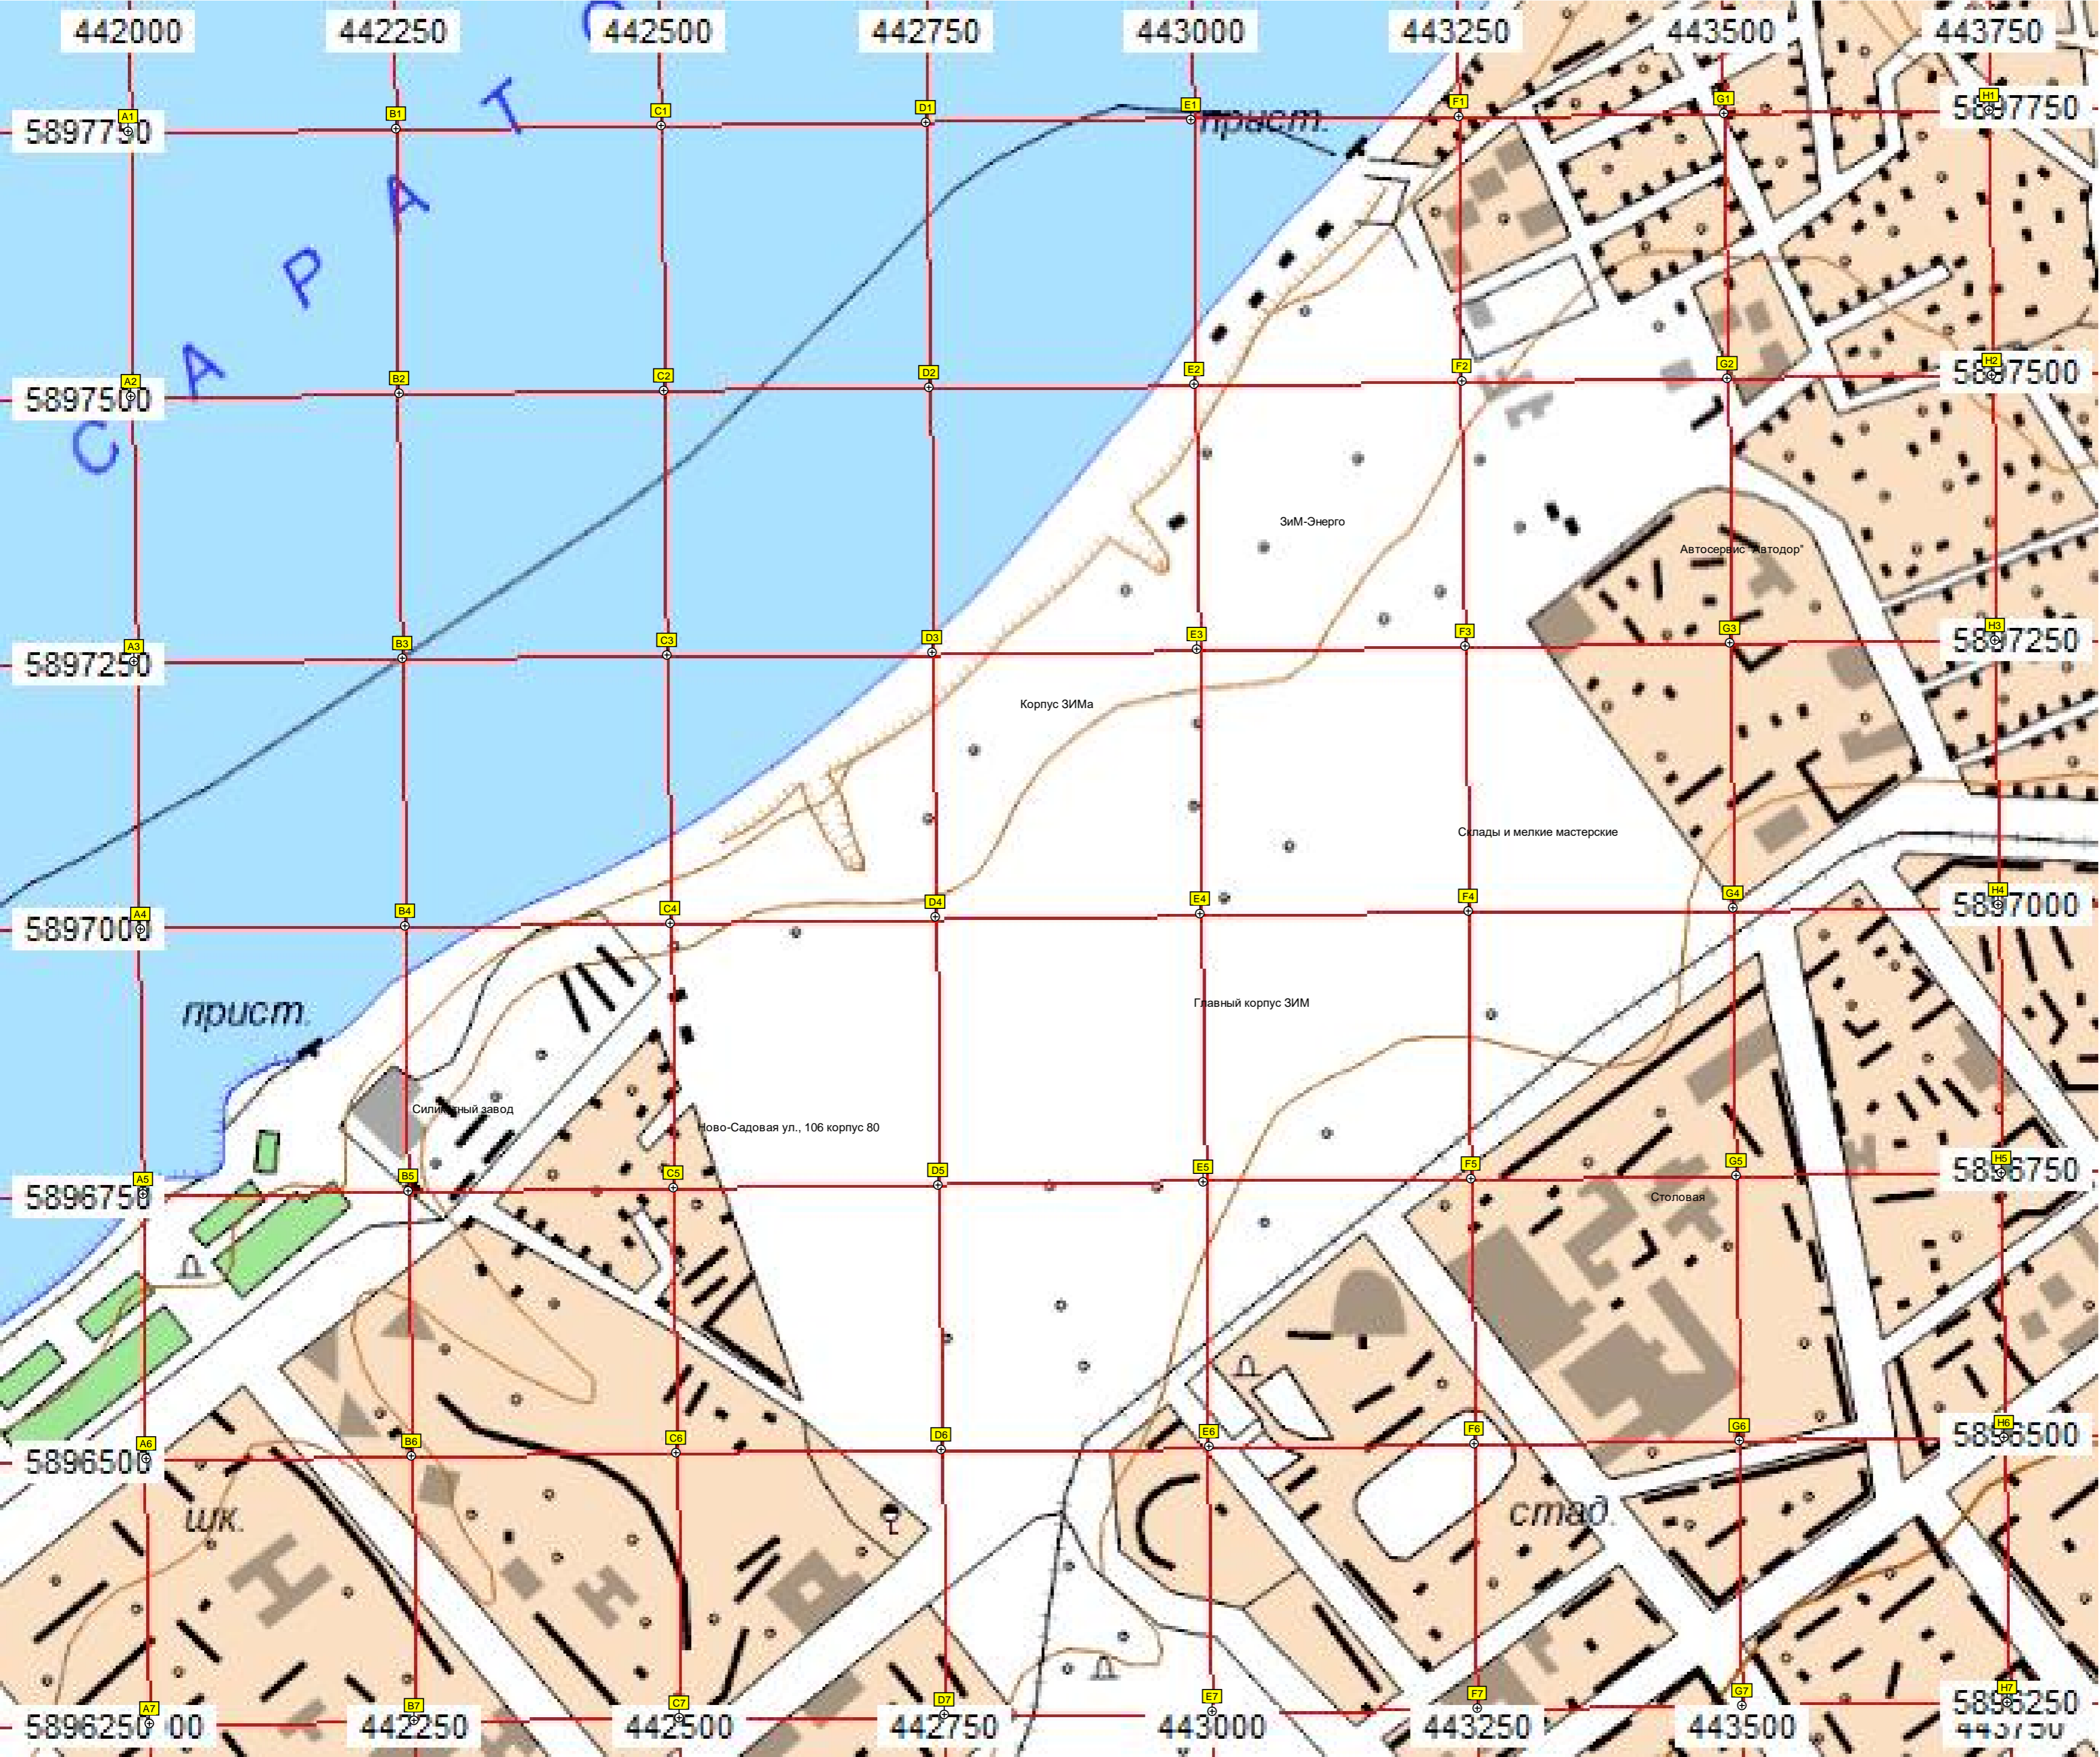 442000 442250 442500 442750 443000 443250 443500 443750
С А Р А Т
A1 B1 C1 D1 E1 F1 G1 H1
5897750 5897750
прист.
A2 B2 C2 D2 E2 F2 G2 H2
5897500 5897500
ЗиМ-Энерго
Автосервис "Автодор"
A3 B3 C3 D3 E3 F3 G3 H3
5897250 5897250
Корпус ЗИМа
Склады и мелкие мастерские
A4 B4 C4 D4 E4 F4 G4 H4
5897000 5897000
прист.
Главный корпус ЗИМ
Силикатный завод
Ново-Садовая ул., 106 корпус 80
A5 B5 C5 D5 E5 F5 G5 H5
5896750 5896750
Столовая
A6 B6 C6 D6 E6 F6 G6 H6
5896500 5896500
шк.
стад.
A7 B7 C7 D7 E7 F7 G7 H7
5896250 5896250
442250 442500 442750 443000 443250 443500 443750